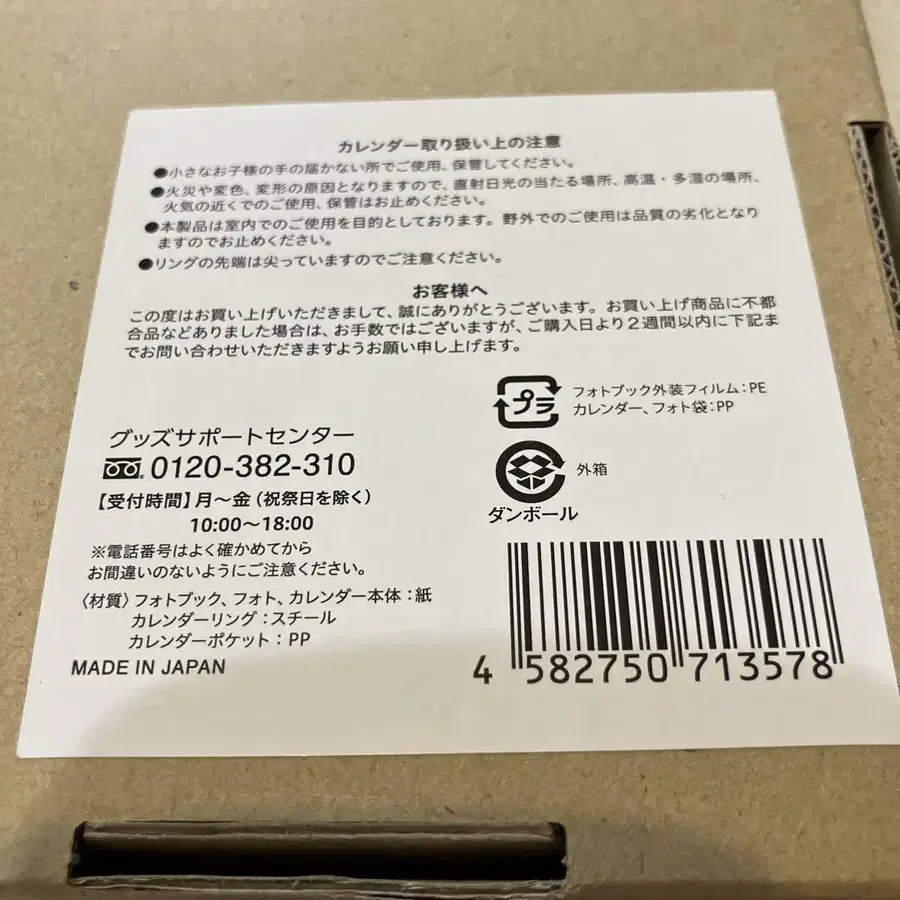 カレンダー取り扱い上の注意
●小さなお子様の手の届かない所でご使用、保管してください。
●火災や変色、変形の原因となりますので、直射日光の当たる場所、高温・多湿の場所、
火気の近くでのご使用、保管はお止めください。
●本製品は室内でのご使用を目的としております。野外でのご使用は品質の劣化となり
ますのでお止めください。
●リングの先端は尖っていますのでご注意ください。
お客様へ
この度はお買い上げいただきまして、誠にありがとうございます。お買い上げ商品に不都
合品などありました場合は、お手数ではございますが、ご購入日より2週間以内に下記ま
でお問い合わせいただきますようお願い申し上げます。
グッズサポートセンター
0120-382-310
【受付時間】月～金（祝祭日を除く）
10:00～18:00
※電話番号はよく確かめてから
お間違いのないようにご注意ください。
〈材質〉フォトブック、フォト、カレンダー本体：紙
カレンダーリング：スチール
カレンダーポケット：PP
MADE IN JAPAN
プラ
フォトブック外装フィルム：PE
カレンダー、フォト袋：PP
外箱
ダンボール
4 582750 713578